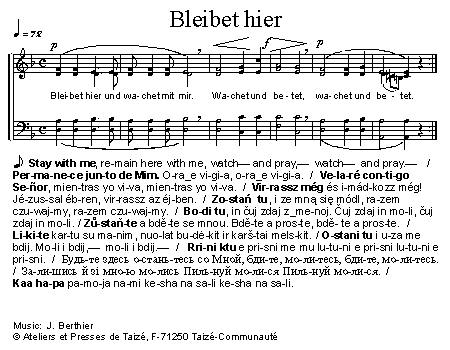 Bleibet hier
♩ = 72
p f p
Blei-bet hier und wa-chet mit mir. Wa-chet und be - tet, wa-chet und be - tet.
Stay with me, re-main here with me, watch— and pray,— watch— and pray.— /
Per-ma-ne-ce jun-to de Mim. O-ra_e vi-gi-a, o-ra_e vi-gi-a. / Ve-la-ré con-ti-go
Se-ñor, mien-tras yo vi-va, mien-tras yo vi-va. / Vir-rassz még és i-mád-kozz még!
Jé-zus-sal éb-ren, vir-rassz az éj-ben. / Zo-stań tu, i ze mną się módl, ra-zem
czu-waj-my, ra-zem czu-waj-my. / Bo-di tu, in čuj zdaj z_me-noj. Čuj zdaj in mo-li, čuj
zdaj in mo-li. / Zů-staň-te a bdě-te se mnou. Bdě-te a pros-te, bdě-te a pros-te. /
Li-ki-te kar-tu su ma-nim, nuo-lat bu-dė-kit ir karš-tai mels-kit. / O-stani tu i u-za me
bdij. Mo-li i bdij,— mo-li i bdij.— / Rri-ni ktu e pri-sni me mu lu-tu-ni e pri-sni lu-tu-ni e
pri-sni. / Будь-те здесь о-стань-тесь со Мной, бди-те, мо-ли-тесь, бди-те, мо-ли-тесь.
/ За-ли-шись й зі мно-ю мо-лись Пиль-нуй мо-ли-ся Пиль-нуй мо-ли-ся. /
Kaa ha-pa pa-mo-ja na-mi ke-sha na sa-li ke-sha na sa-li.
Music: J. Berthier
© Ateliers et Presses de Taizé, F-71250 Taizé-Communauté